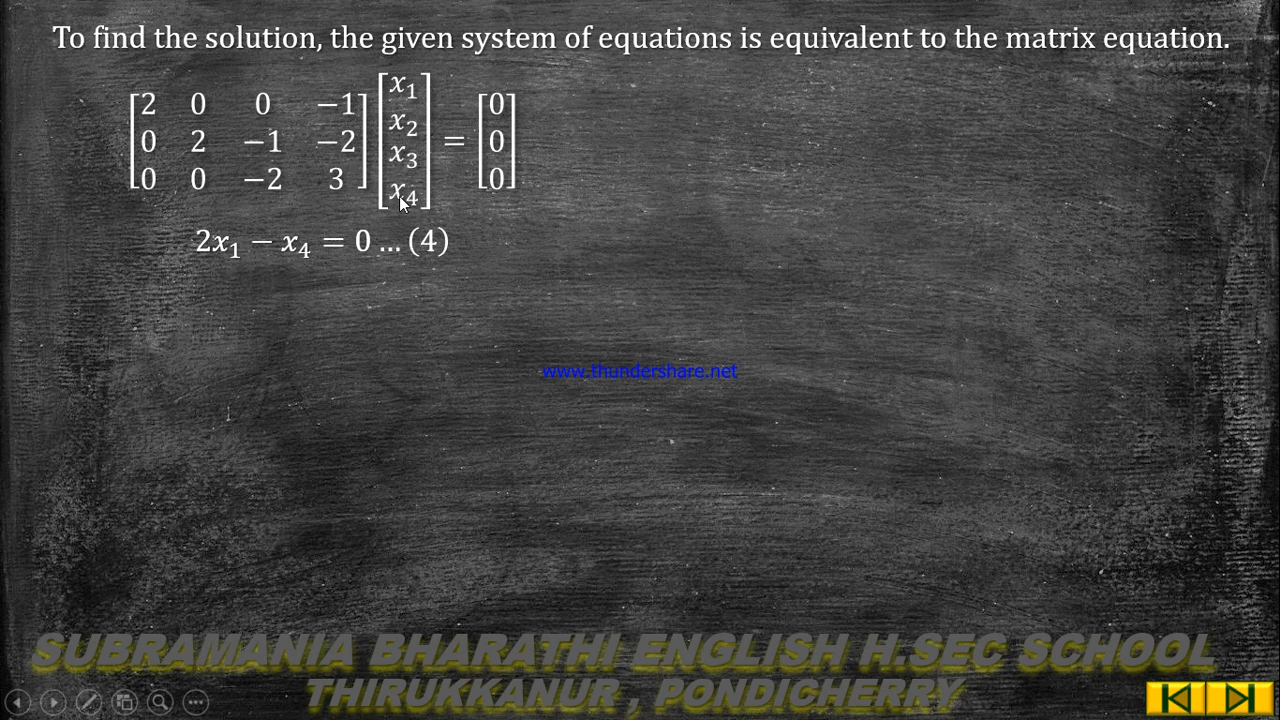 To find the solution, the given system of equations is equivalent to the matrix equation.
[2 0 0 −1] [x₁] [0]
[0 2 −1 −2] [x₂] = [0]
[0 0 −2 3] [x₃] [0]
[x₄]
2x₁ − x₄ = 0 ... (4)
www.thundershare.net
SUBRAMANIA BHARATHI ENGLISH H.SEC SCHOOL
THIRUKKANUR , PONDICHERRY